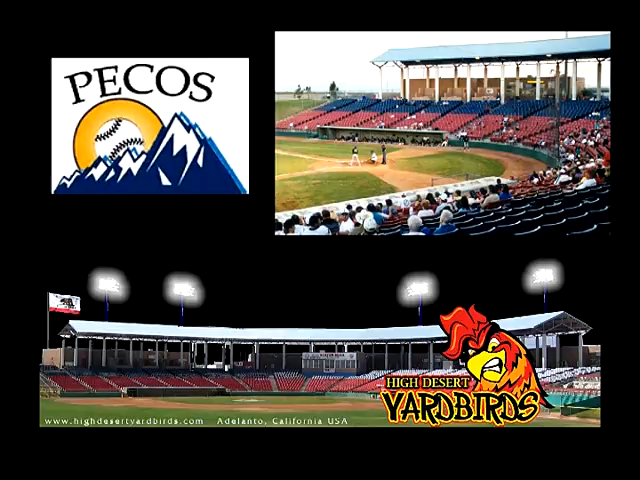 PECOS
HIGH DESERT
YARDBIRDS
www.highdesertyardbirds.com Adelanto, California USA